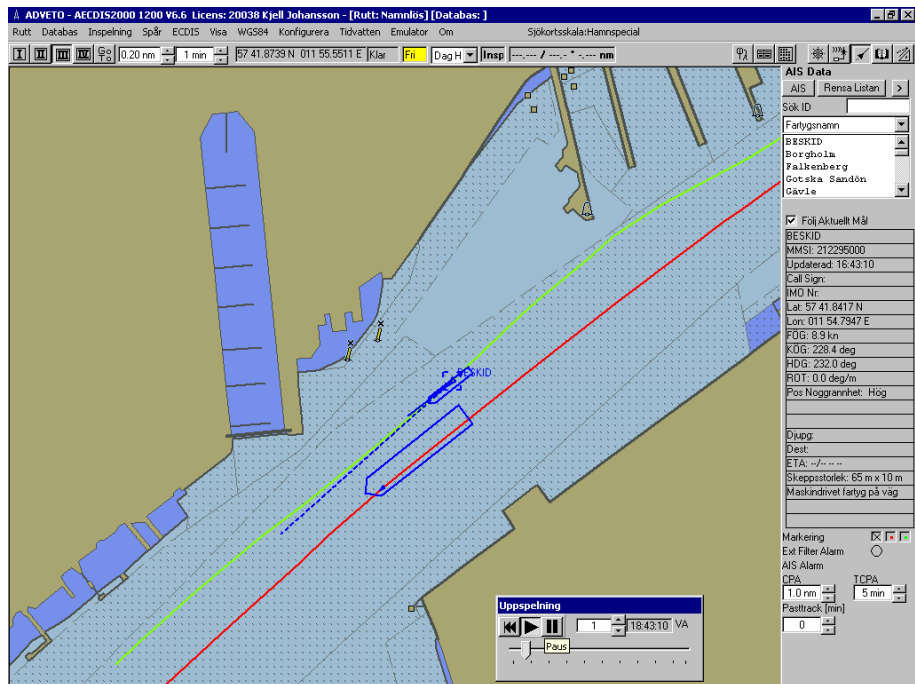 ADVETO - AECDIS2000 1200 V6.6 Licens: 20038 Kjell Johansson - [Rutt: Namnlös] [Databas: ]
Rutt Databas Inspelning Spår ECDIS Visa WGS84 Konfigurera Tidvatten Emulator Om Sjökortsskala:Hamnspecial
I II III IV Go To 0.20 nm 1 min 57 41.8739 N 011 55.5511 E Klar Fri Dag H Insp ---.--- / ---.- ° -.--- nm
AIS Data
AIS Rensa Listan >
Sök ID
Fartygsnamn
BESKID
Borgholm
Falkenberg
Gotska Sandön
Gävle
Följ Aktuellt Mål
BESKID
MMSI: 212295000
Updaterad: 16:43:10
Call Sign:
IMO Nr:
Lat: 57 41.8417 N
Lon: 011 54.7947 E
FÖG: 8.9 kn
KÖG: 228.4 deg
HDG: 232.0 deg
ROT: 0.0 deg/m
Pos Noggrannhet: Hög
Djupg:
Dest:
ETA: --/-- -- --
Skeppsstorlek: 65 m x 10 m
Maskindrivet fartyg på väg
Markering
Ext Filter Alarm
AIS Alarm
CPA TCPA
1.0 nm 5 min
Pasttrack [min]
0
BESKID
Uppspelning
1 18:43:10 VA
Paus